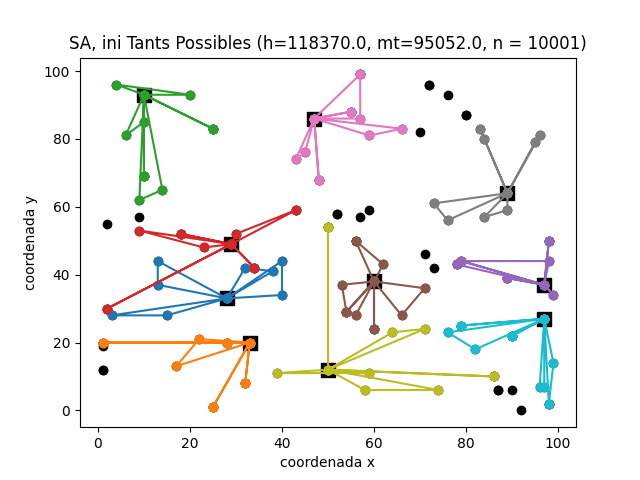 SA, ini Tants Possibles (h=118370.0, mt=95052.0, n = 10001)
100
80
60
40
20
0
coordenada y
0 20 40 60 80 100
coordenada x